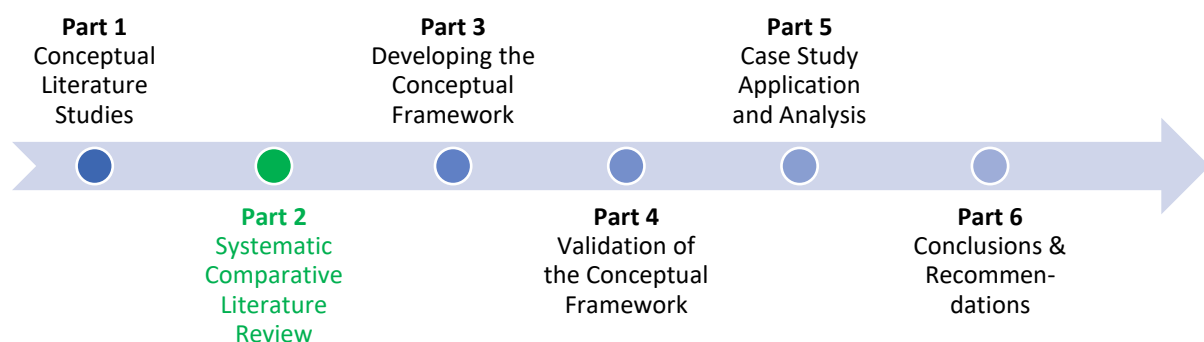 Part 1
Conceptual
Literature
Studies
Part 2
Systematic
Comparative
Literature
Review
Part 3
Developing the
Conceptual
Framework
Part 4
Validation of
the Conceptual
Framework
Part 5
Case Study
Application
and Analysis
Part 6
Conclusions &
Recommen-
dations